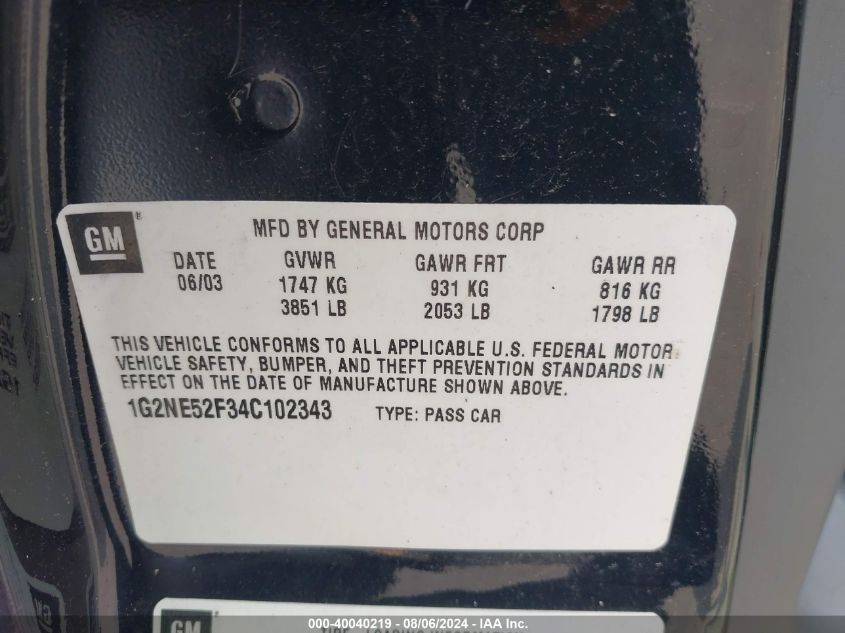 GM
MFD BY GENERAL MOTORS CORP
DATE GVWR GAWR FRT GAWR RR
06/03 1747 KG 931 KG 816 KG
3851 LB 2053 LB 1798 LB
THIS VEHICLE CONFORMS TO ALL APPLICABLE U.S. FEDERAL MOTOR
VEHICLE SAFETY, BUMPER, AND THEFT PREVENTION STANDARDS IN
EFFECT ON THE DATE OF MANUFACTURE SHOWN ABOVE.
1G2NE52F34C102343 TYPE: PASS CAR
GM
000-40040219 - 08/06/2024 - IAA Inc.